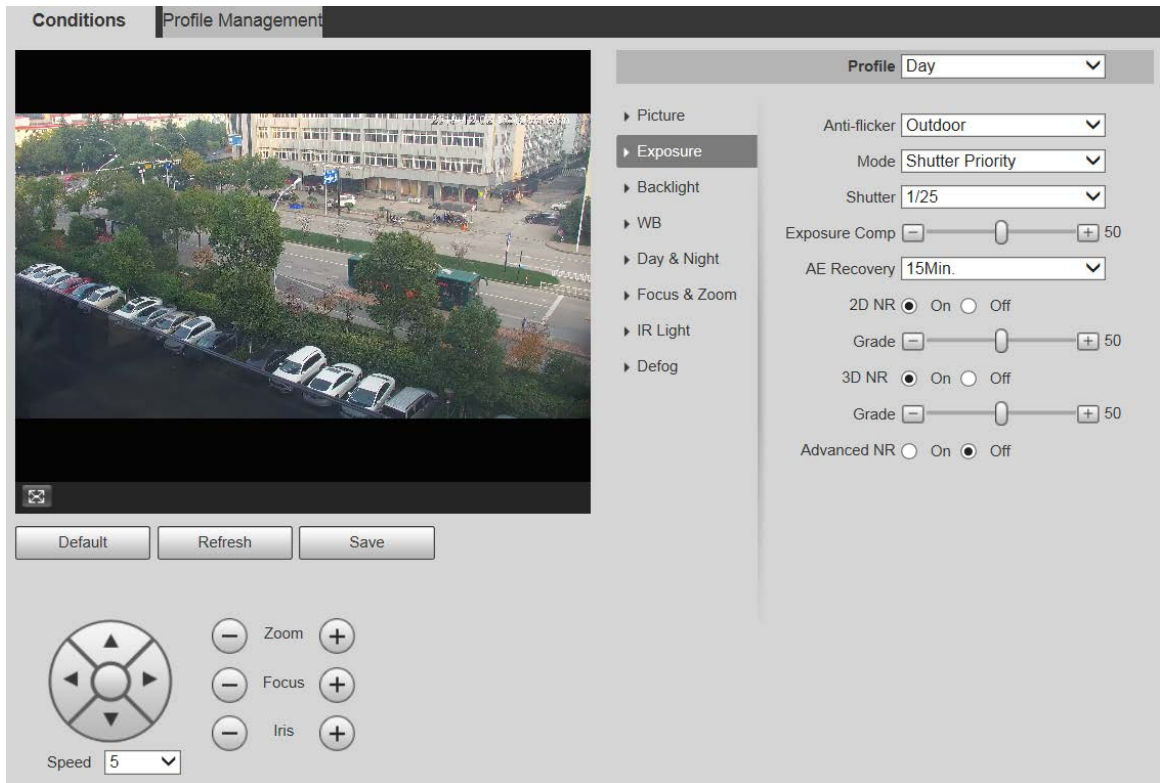 Conditions
Profile Management
Profile Day
Picture
Exposure
Backlight
WB
Day & Night
Focus & Zoom
IR Light
Defog
Anti-flicker Outdoor
Mode Shutter Priority
Shutter 1/25
Exposure Comp 50
AE Recovery 15Min.
2D NR On Off
Grade 50
3D NR On Off
Grade 50
Advanced NR On Off
Default Refresh Save
Zoom
Focus
Iris
Speed 5